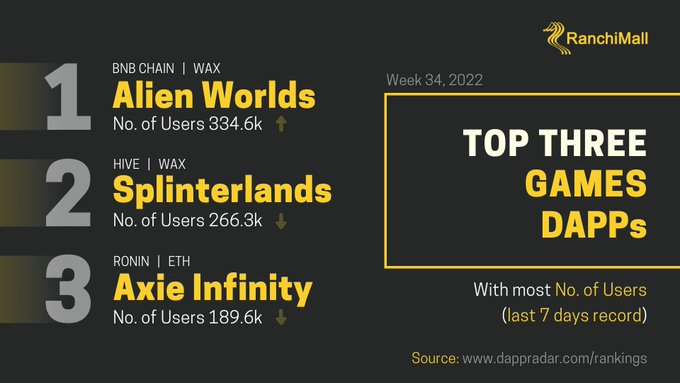 RanchiMall
Week 34, 2022
TOP THREE
GAMES
DAPPs
With most No. of Users
(last 7 days record)
1
BNB CHAIN | WAX
Alien Worlds
No. of Users 334.6k
2
HIVE | WAX
Splinterlands
No. of Users 266.3k
3
RONIN | ETH
Axie Infinity
No. of Users 189.6k
Source: www.dappradar.com/rankings